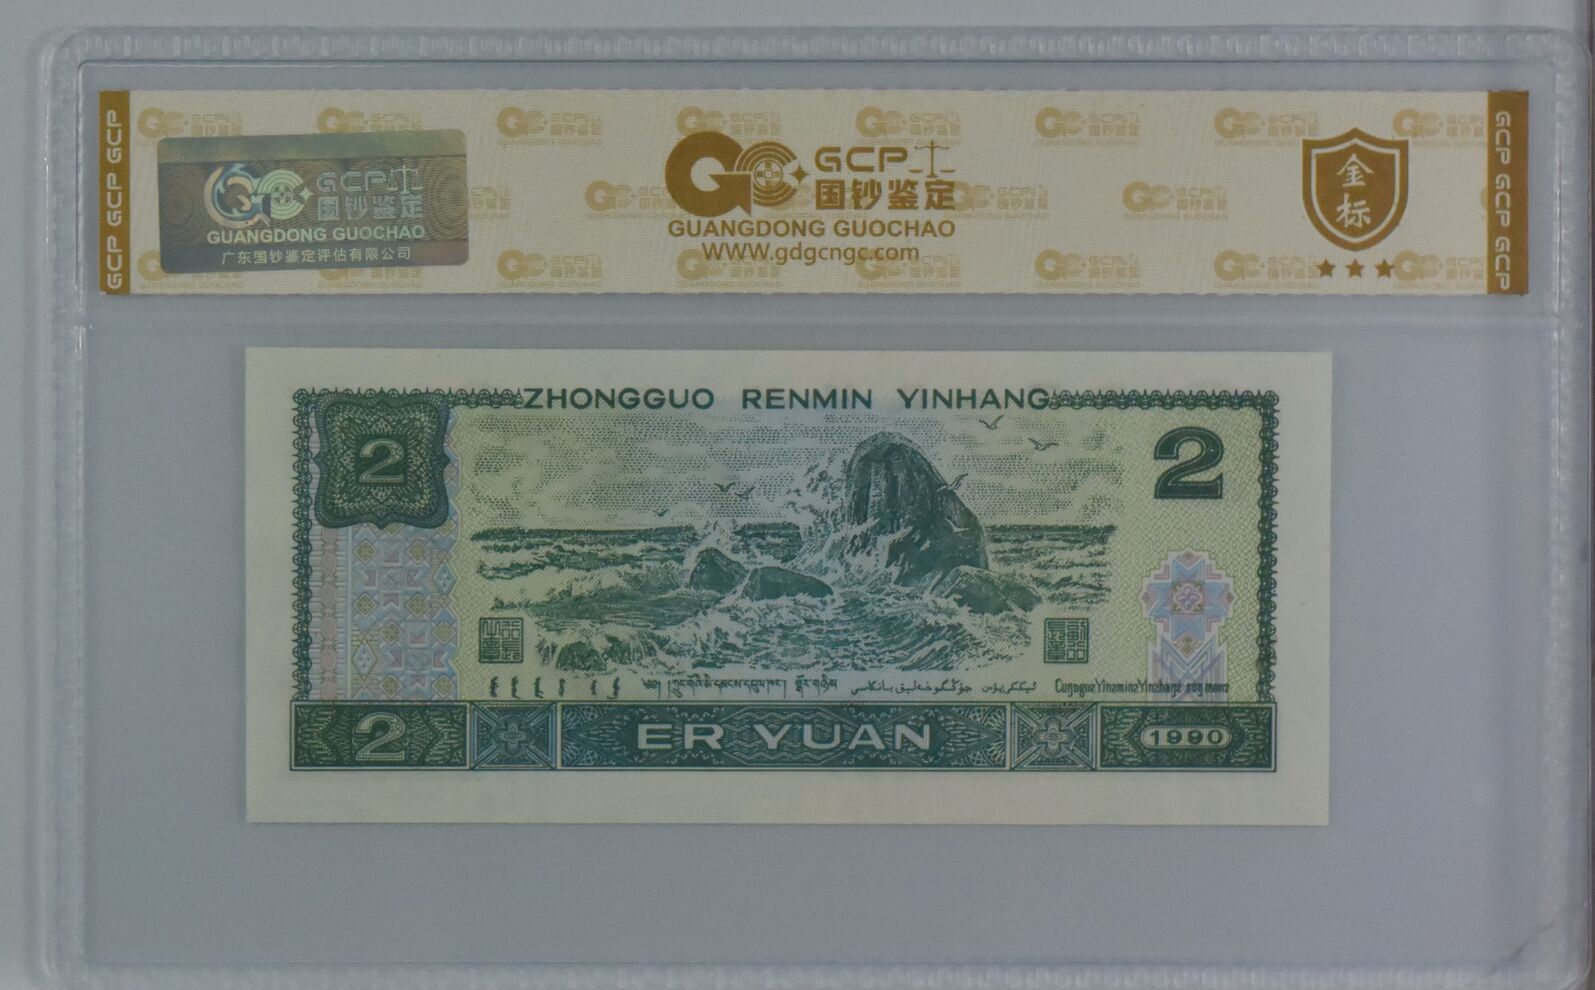 GCP GCP GCP
GCP 国钞鉴定
GUANGDONG GUOCHAO
广东国钞鉴定评估有限公司
GCP 国钞鉴定
GUANGDONG GUOCHAO
WWW.gdgcngc.com
金标
GCP GCP GCP
ZHONGGUO RENMIN YINHANG
2
2
2
ER YUAN
1990